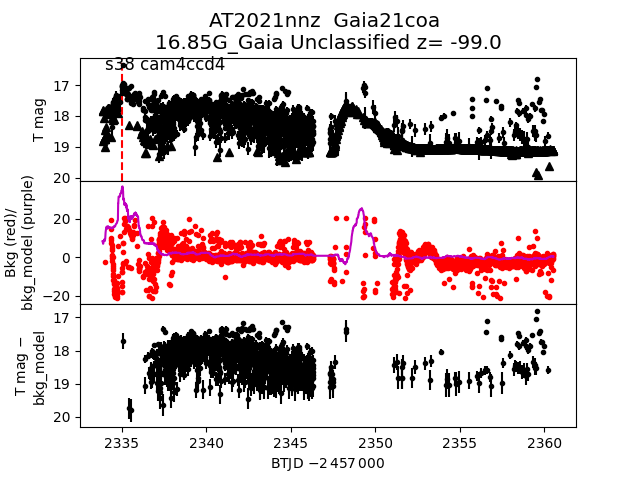 AT2021nnz  Gaia21coa
16.85G_Gaia Unclassified z= -99.0
s38 cam4ccd4
T mag
17
18
19
20
Bkg (red)/
bkg_model (purple)
20
0
−20
T mag −
bkg_model
17
18
19
20
2335
2340
2345
2350
2355
2360
BTJD −2 457 000